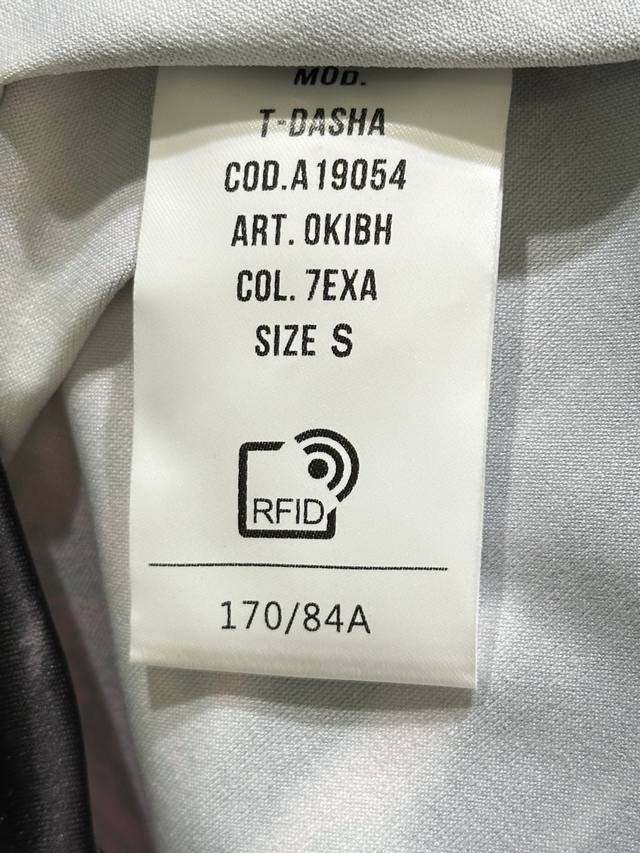 MOD.
T-DASHA
COD.A19054
ART. 0KIBH
COL. 7EXA
SIZE S
RFID
170/84A